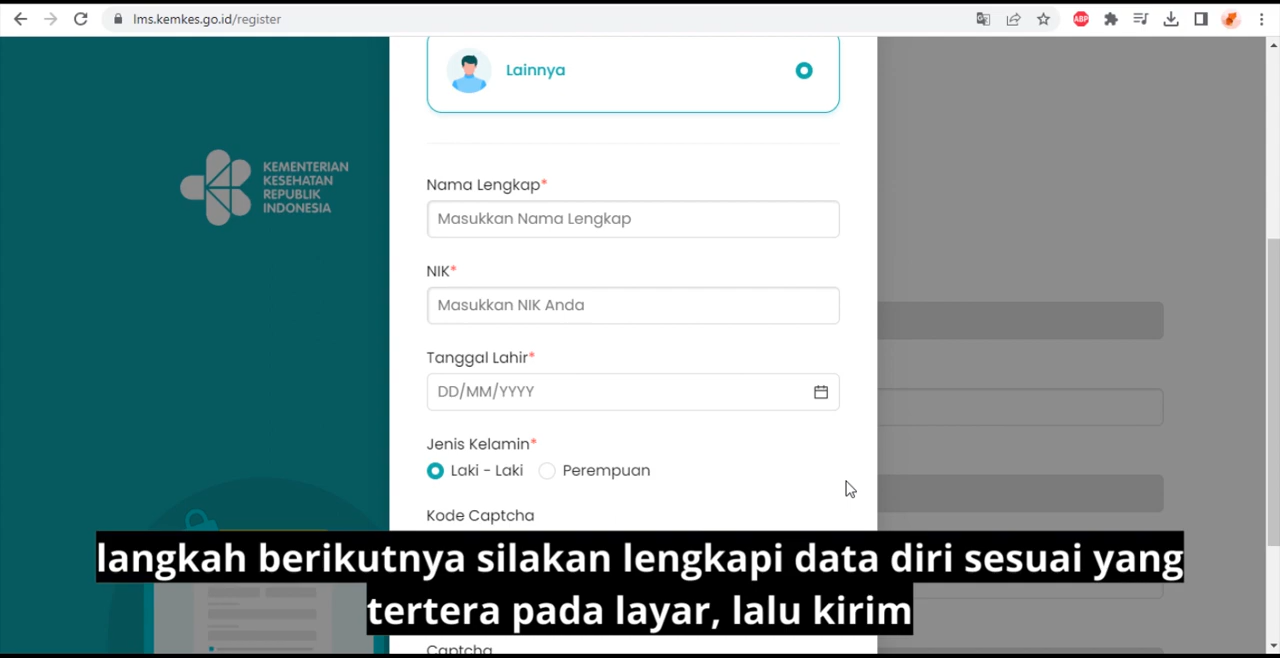 lms.kemkes.go.id/register
ABP
Lainnya
KEMENTERIAN
KESEHATAN
REPUBLIK
INDONESIA
Nama Lengkap*
Masukkan Nama Lengkap
NIK*
Masukkan NIK Anda
Tanggal Lahir*
DD/MM/YYYY
Jenis Kelamin*
Laki - Laki Perempuan
Kode Captcha
langkah berikutnya silakan lengkapi data diri sesuai yang
tertera pada layar, lalu kirim
Captcha